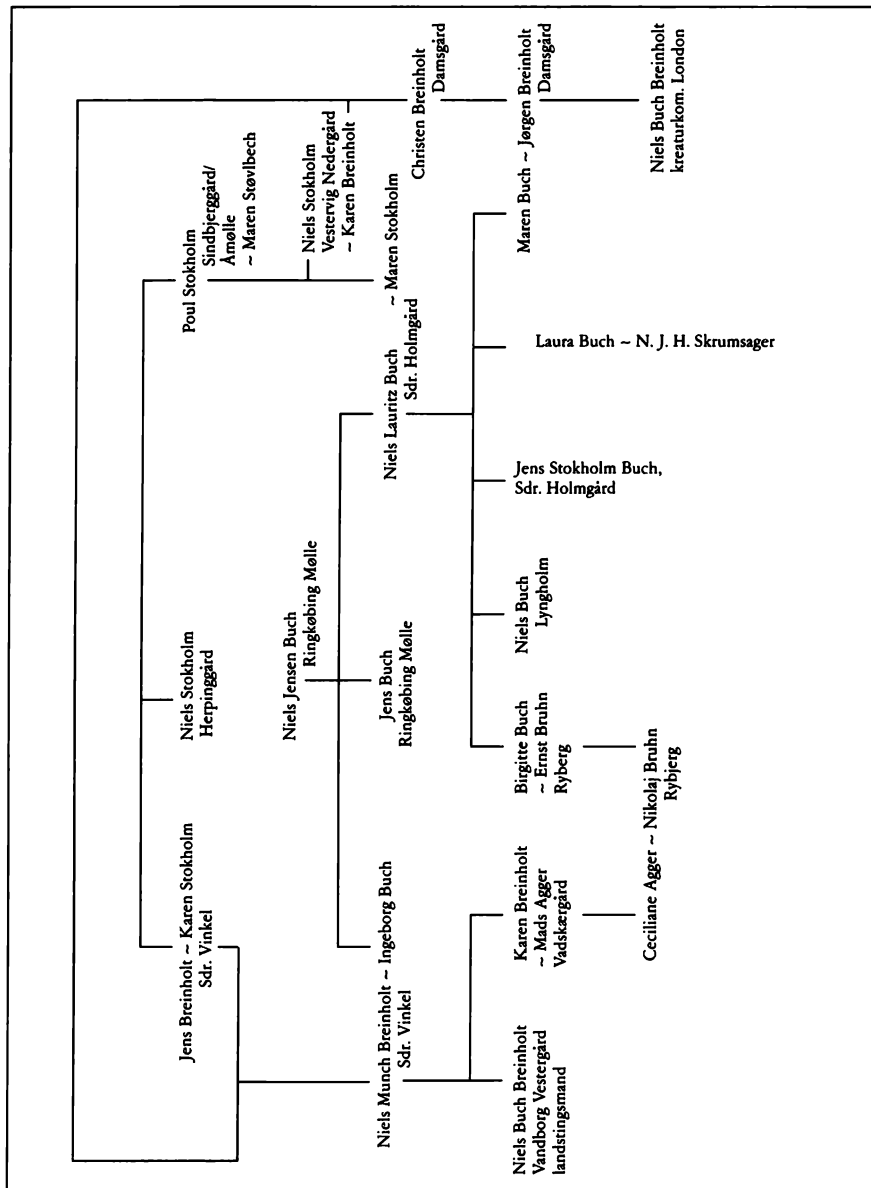 Jens Breinholt ~ Karen Stokholm
Sdr. Vinkel
Niels Stokholm
Herpinggård
Poul Stokholm
Sindbjerggård/
Åmølle
~ Maren Støvlbech
Niels Jensen Buch
Ringkøbing Mølle
Niels Stokholm
Vestervig Nedergård
~ Karen Breinholt
Niels Munch Breinholt ~ Ingeborg Buch
Sdr. Vinkel
Jens Buch
Ringkøbing Mølle
Niels Lauritz Buch ~ Maren Stokholm
Sdr. Holmgård
Christen Breinholt
Damsgård
Niels Buch Breinholt
Vandborg Vestergård
landstingsmand
Karen Breinholt
~ Mads Agger
Vadskærgård
Birgitte Buch
~ Ernst Bruhn
Ryberg
Niels Buch
Lyngholm
Jens Stokholm Buch,
Sdr. Holmgård
Laura Buch ~ N. J. H. Skrumsager
Maren Buch ~ Jørgen Breinholt
Damsgård
Ceciliane Agger ~ Nikolaj Bruhn
Rybjerg
Niels Buch Breinholt
kreaturkom. London